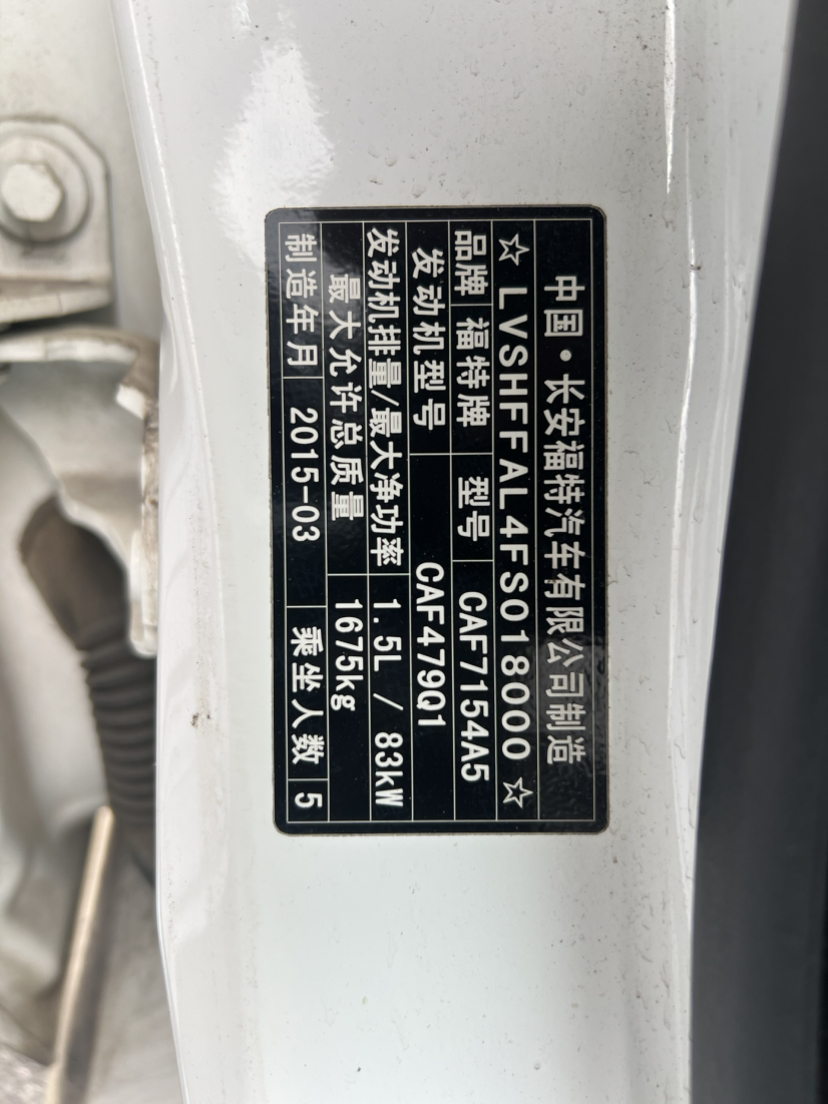 中国·长安福特汽车有限公司制造
☆LVSHFFAL4FS018000☆
品牌 福特牌 型号 CAF7154A5
发动机型号 CAF479Q1
发动机排量/最大净功率 1.5L / 83kW
最大允许总质量 1675kg
制造年月 2015-03 乘坐人数 5